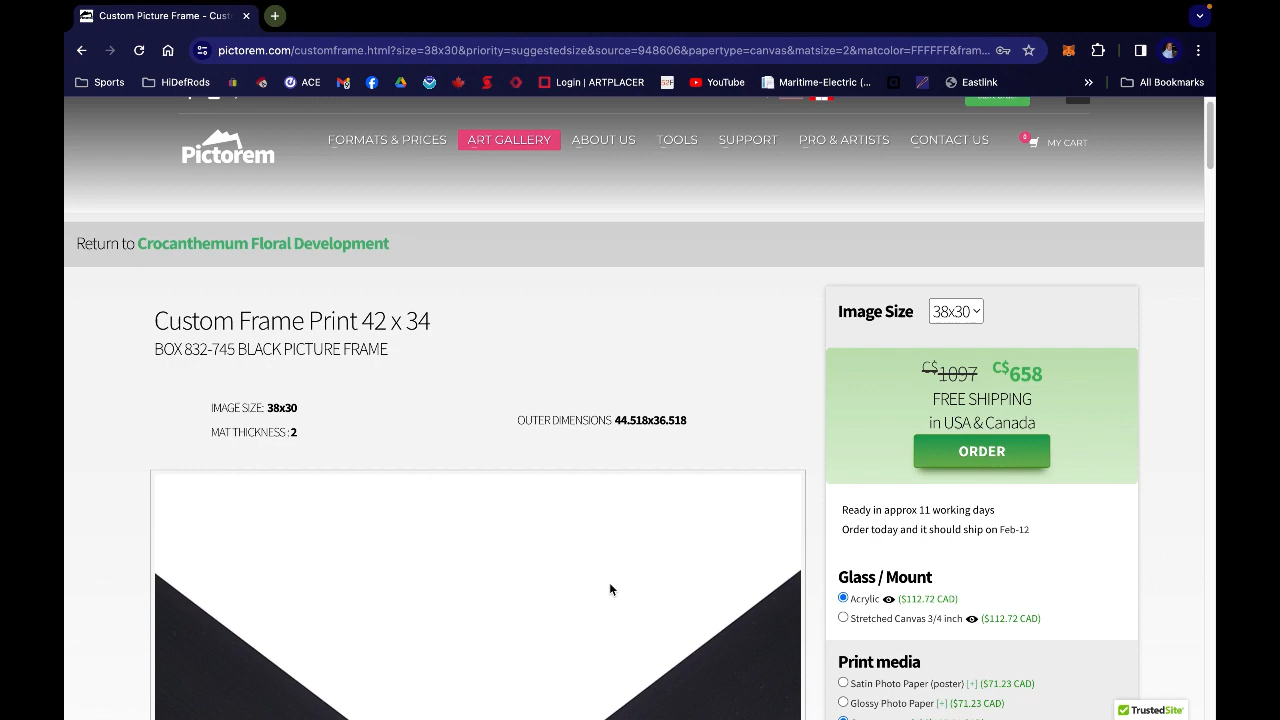 Custom Picture Frame - Cust
pictorem.com/customframe.html?size=38x30&priority=suggestedsize&source=948606&papertype=canvas&matsize=2&matcolor=FFFFFF&fram...
Sports
HiDefRods
ACE
Login | ARTPLACER
YouTube
Maritime-Electric (...
Eastlink
»
All Bookmarks
Pictorem
FORMATS & PRICES
ART GALLERY
ABOUT US
TOOLS
SUPPORT
PRO & ARTISTS
CONTACT US
0
MY CART
Return to Crocanthemum Floral Development
Custom Frame Print 42 x 34
BOX 832-745 BLACK PICTURE FRAME
IMAGE SIZE: 38x30
MAT THICKNESS : 2
OUTER DIMENSIONS 44.518x36.518
Image Size 38x30
C$1097 C$658
FREE SHIPPING
in USA & Canada
ORDER
Ready in approx 11 working days
Order today and it should ship on Feb-12
Glass / Mount
Acrylic ($112.72 CAD)
Stretched Canvas 3/4 inch ($112.72 CAD)
Print media
Satin Photo Paper (poster) [+] ($71.23 CAD)
Glossy Photo Paper [+] ($71.23 CAD)
TrustedSite